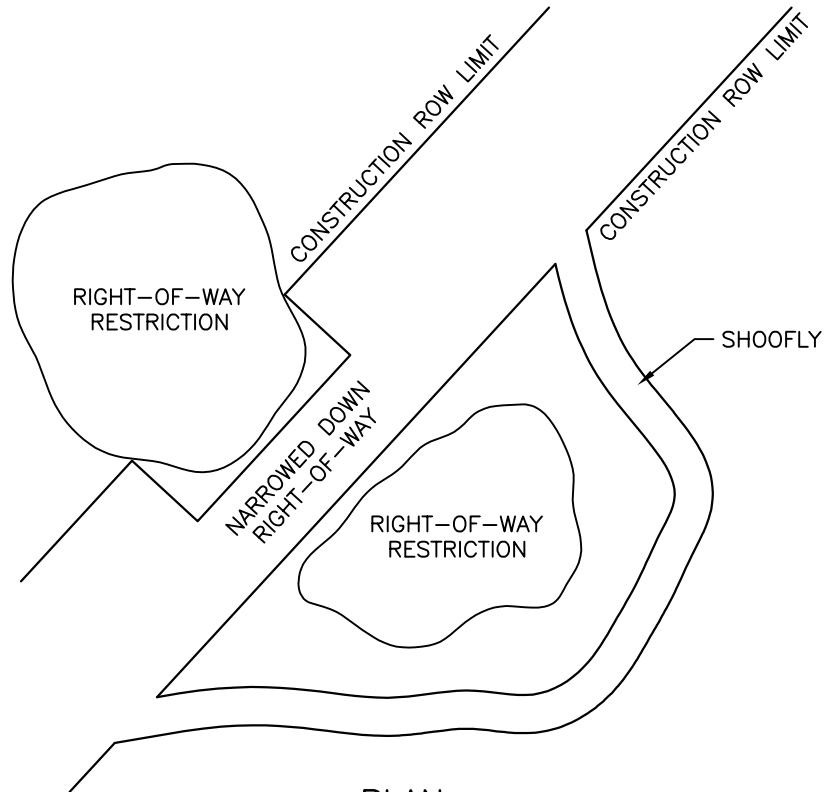 CONSTRUCTION ROW LIMIT
CONSTRUCTION ROW LIMIT
RIGHT-OF-WAY
RESTRICTION
SHOOFLY
NARROWED DOWN
RIGHT-OF-WAY
RIGHT-OF-WAY
RESTRICTION
PLAN